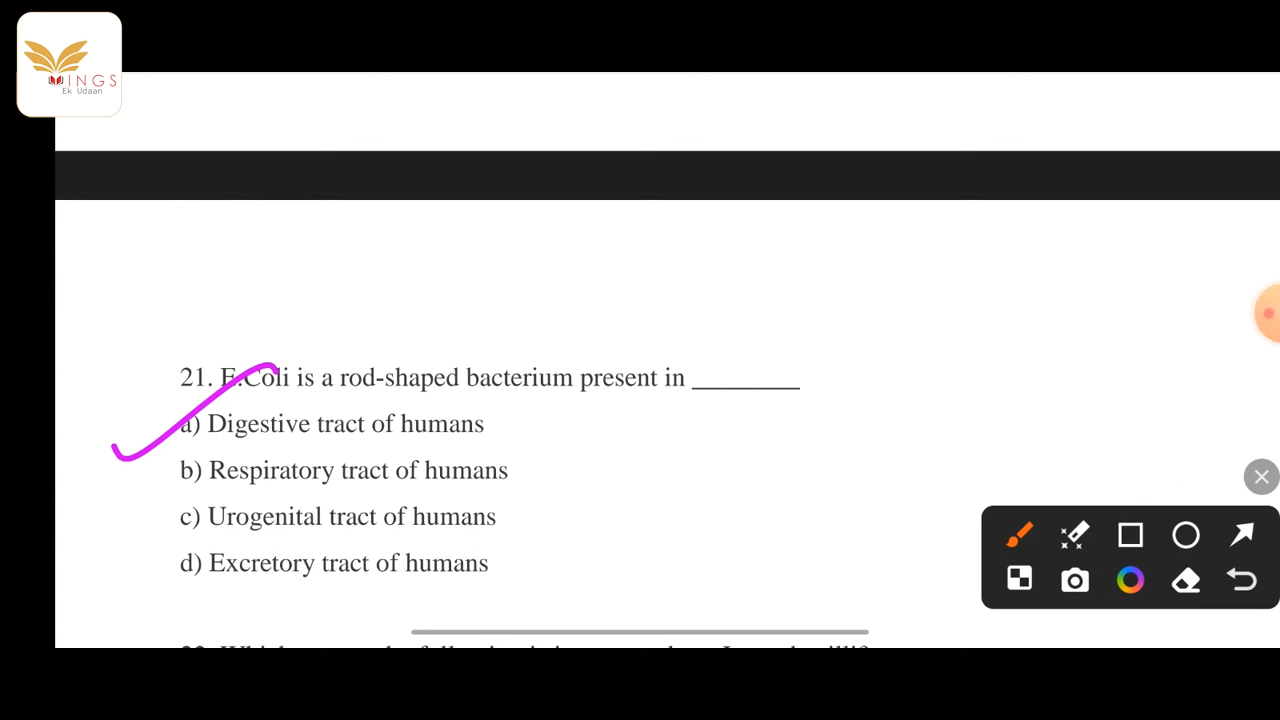 WINGS
Ek Udaan
21. E.Coli is a rod-shaped bacterium present in ________
a) Digestive tract of humans
b) Respiratory tract of humans
c) Urogenital tract of humans
d) Excretory tract of humans